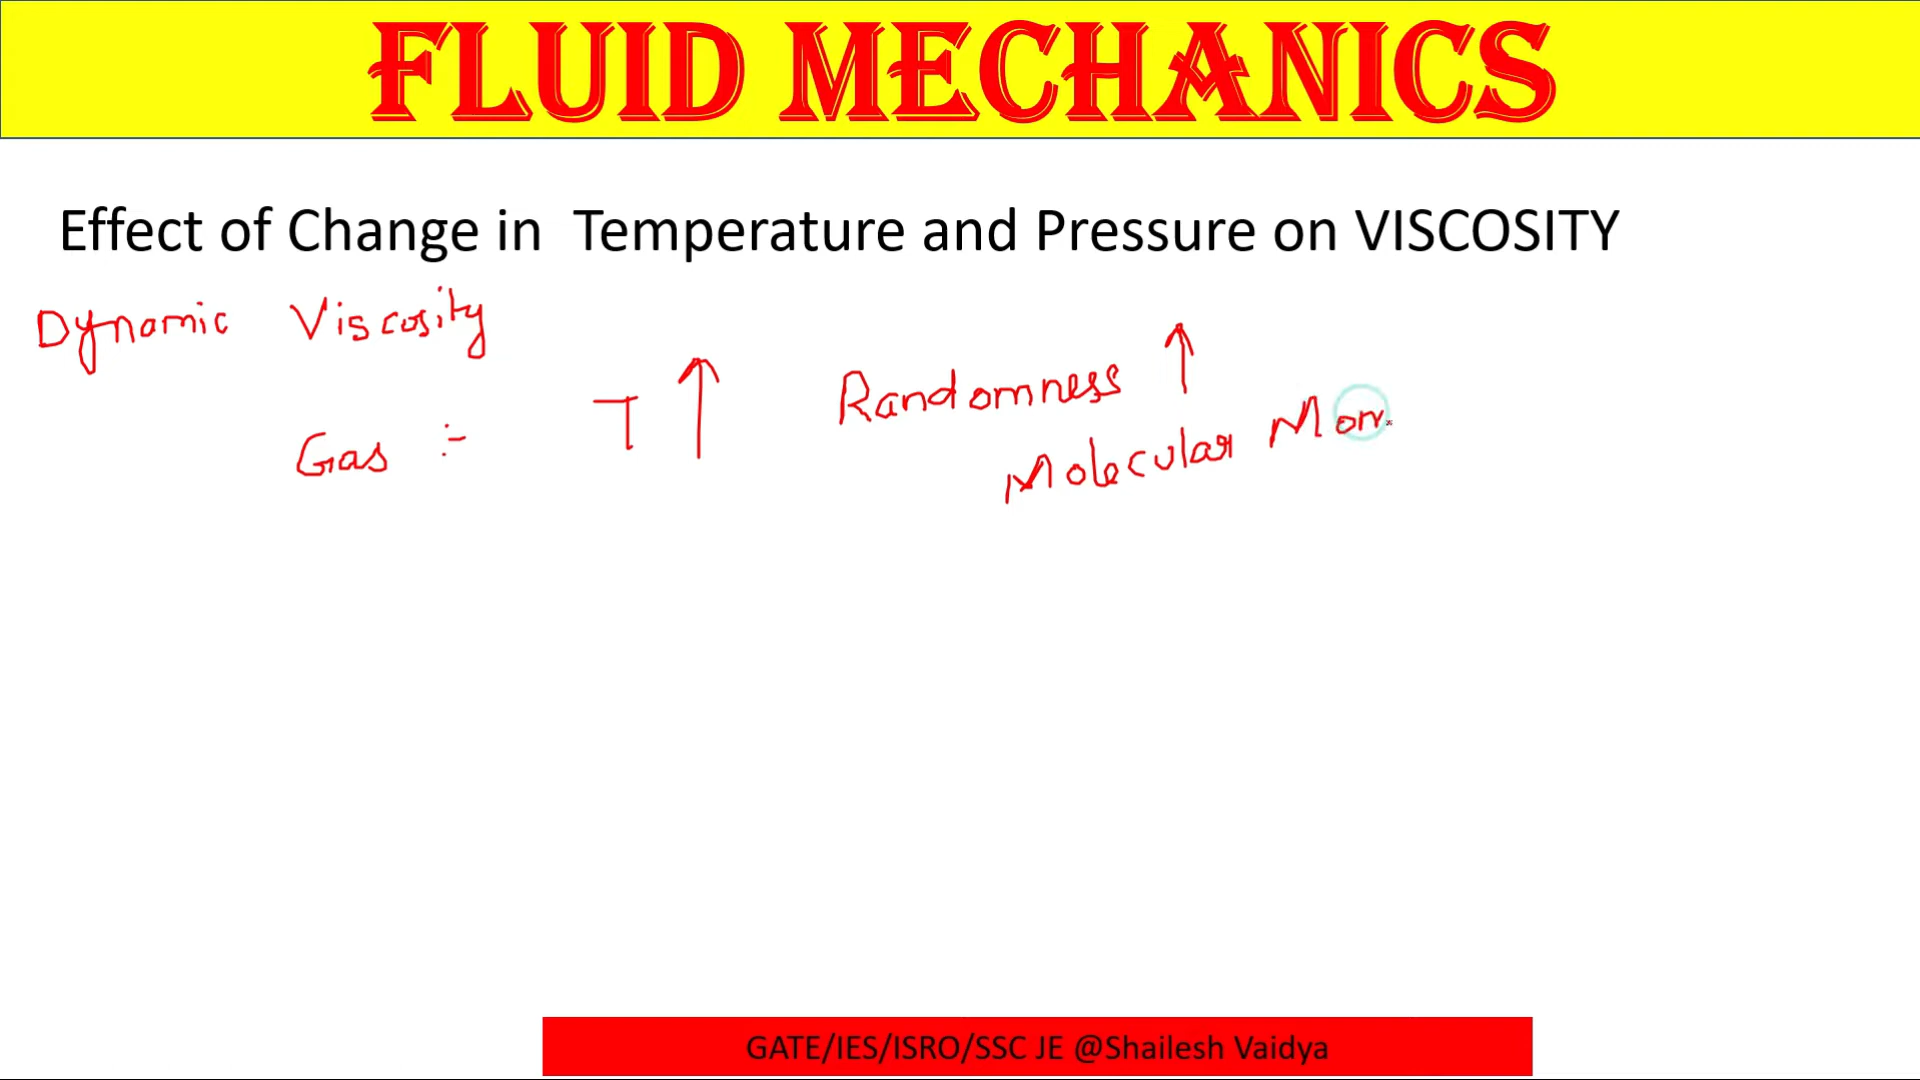 FLUID MECHANICS
Effect of Change in Temperature and Pressure on VISCOSITY
Dynamic Viscosity
Gas :- T ↑ Randomness ↑
Molecular Mom
GATE/IES/ISRO/SSC JE @Shailesh Vaidya